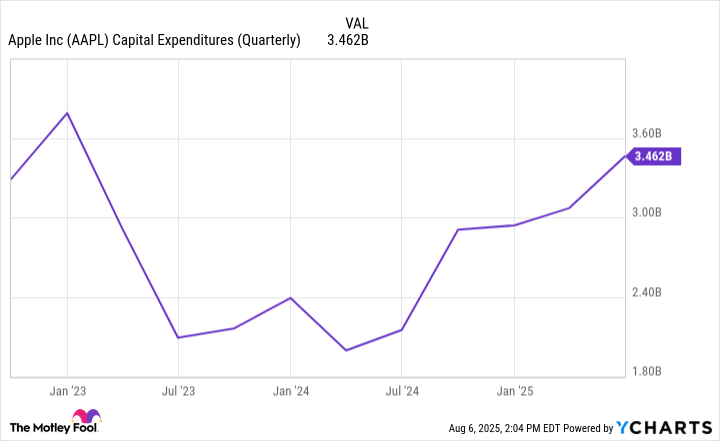 VAL
Apple Inc (AAPL) Capital Expenditures (Quarterly) 3.462B
3.60B
3.462B
3.00B
2.40B
1.80B
Jan '23 Jul '23 Jan '24 Jul '24 Jan '25
The Motley Fool.
Aug 6, 2025, 2:04 PM EDT Powered by YCHARTS